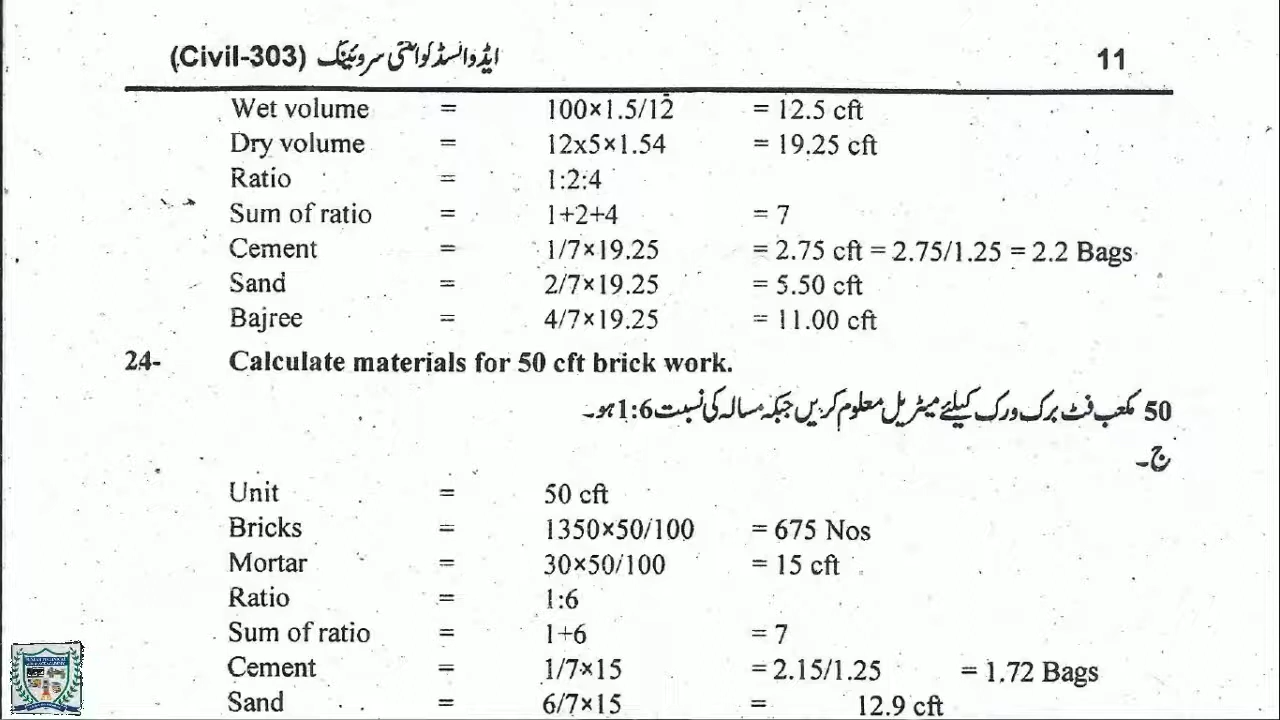 ایڈوانسڈ کوانٹٹی سروئینگ (Civil-303) 11
Wet volume = 100×1.5/12 = 12.5 cft
Dry volume = 12x5×1.54 = 19.25 cft
Ratio = 1:2:4
Sum of ratio = 1+2+4 = 7
Cement = 1/7×19.25 = 2.75 cft = 2.75/1.25 = 2.2 Bags
Sand = 2/7×19.25 = 5.50 cft
Bajree = 4/7×19.25 = 11.00 cft
24- Calculate materials for 50 cft brick work.
50 مکعب فٹ برک ورک کیلئے میٹریل معلوم کریں جبکہ مسالہ کی نسبت 1:6 ہو۔
ج۔
Unit = 50 cft
Bricks = 1350×50/100 = 675 Nos
Mortar = 30×50/100 = 15 cft
Ratio = 1:6
Sum of ratio = 1+6 = 7
Cement = 1/7×15 = 2.15/1.25 = 1.72 Bags
Sand = 6/7×15 = 12.9 cft